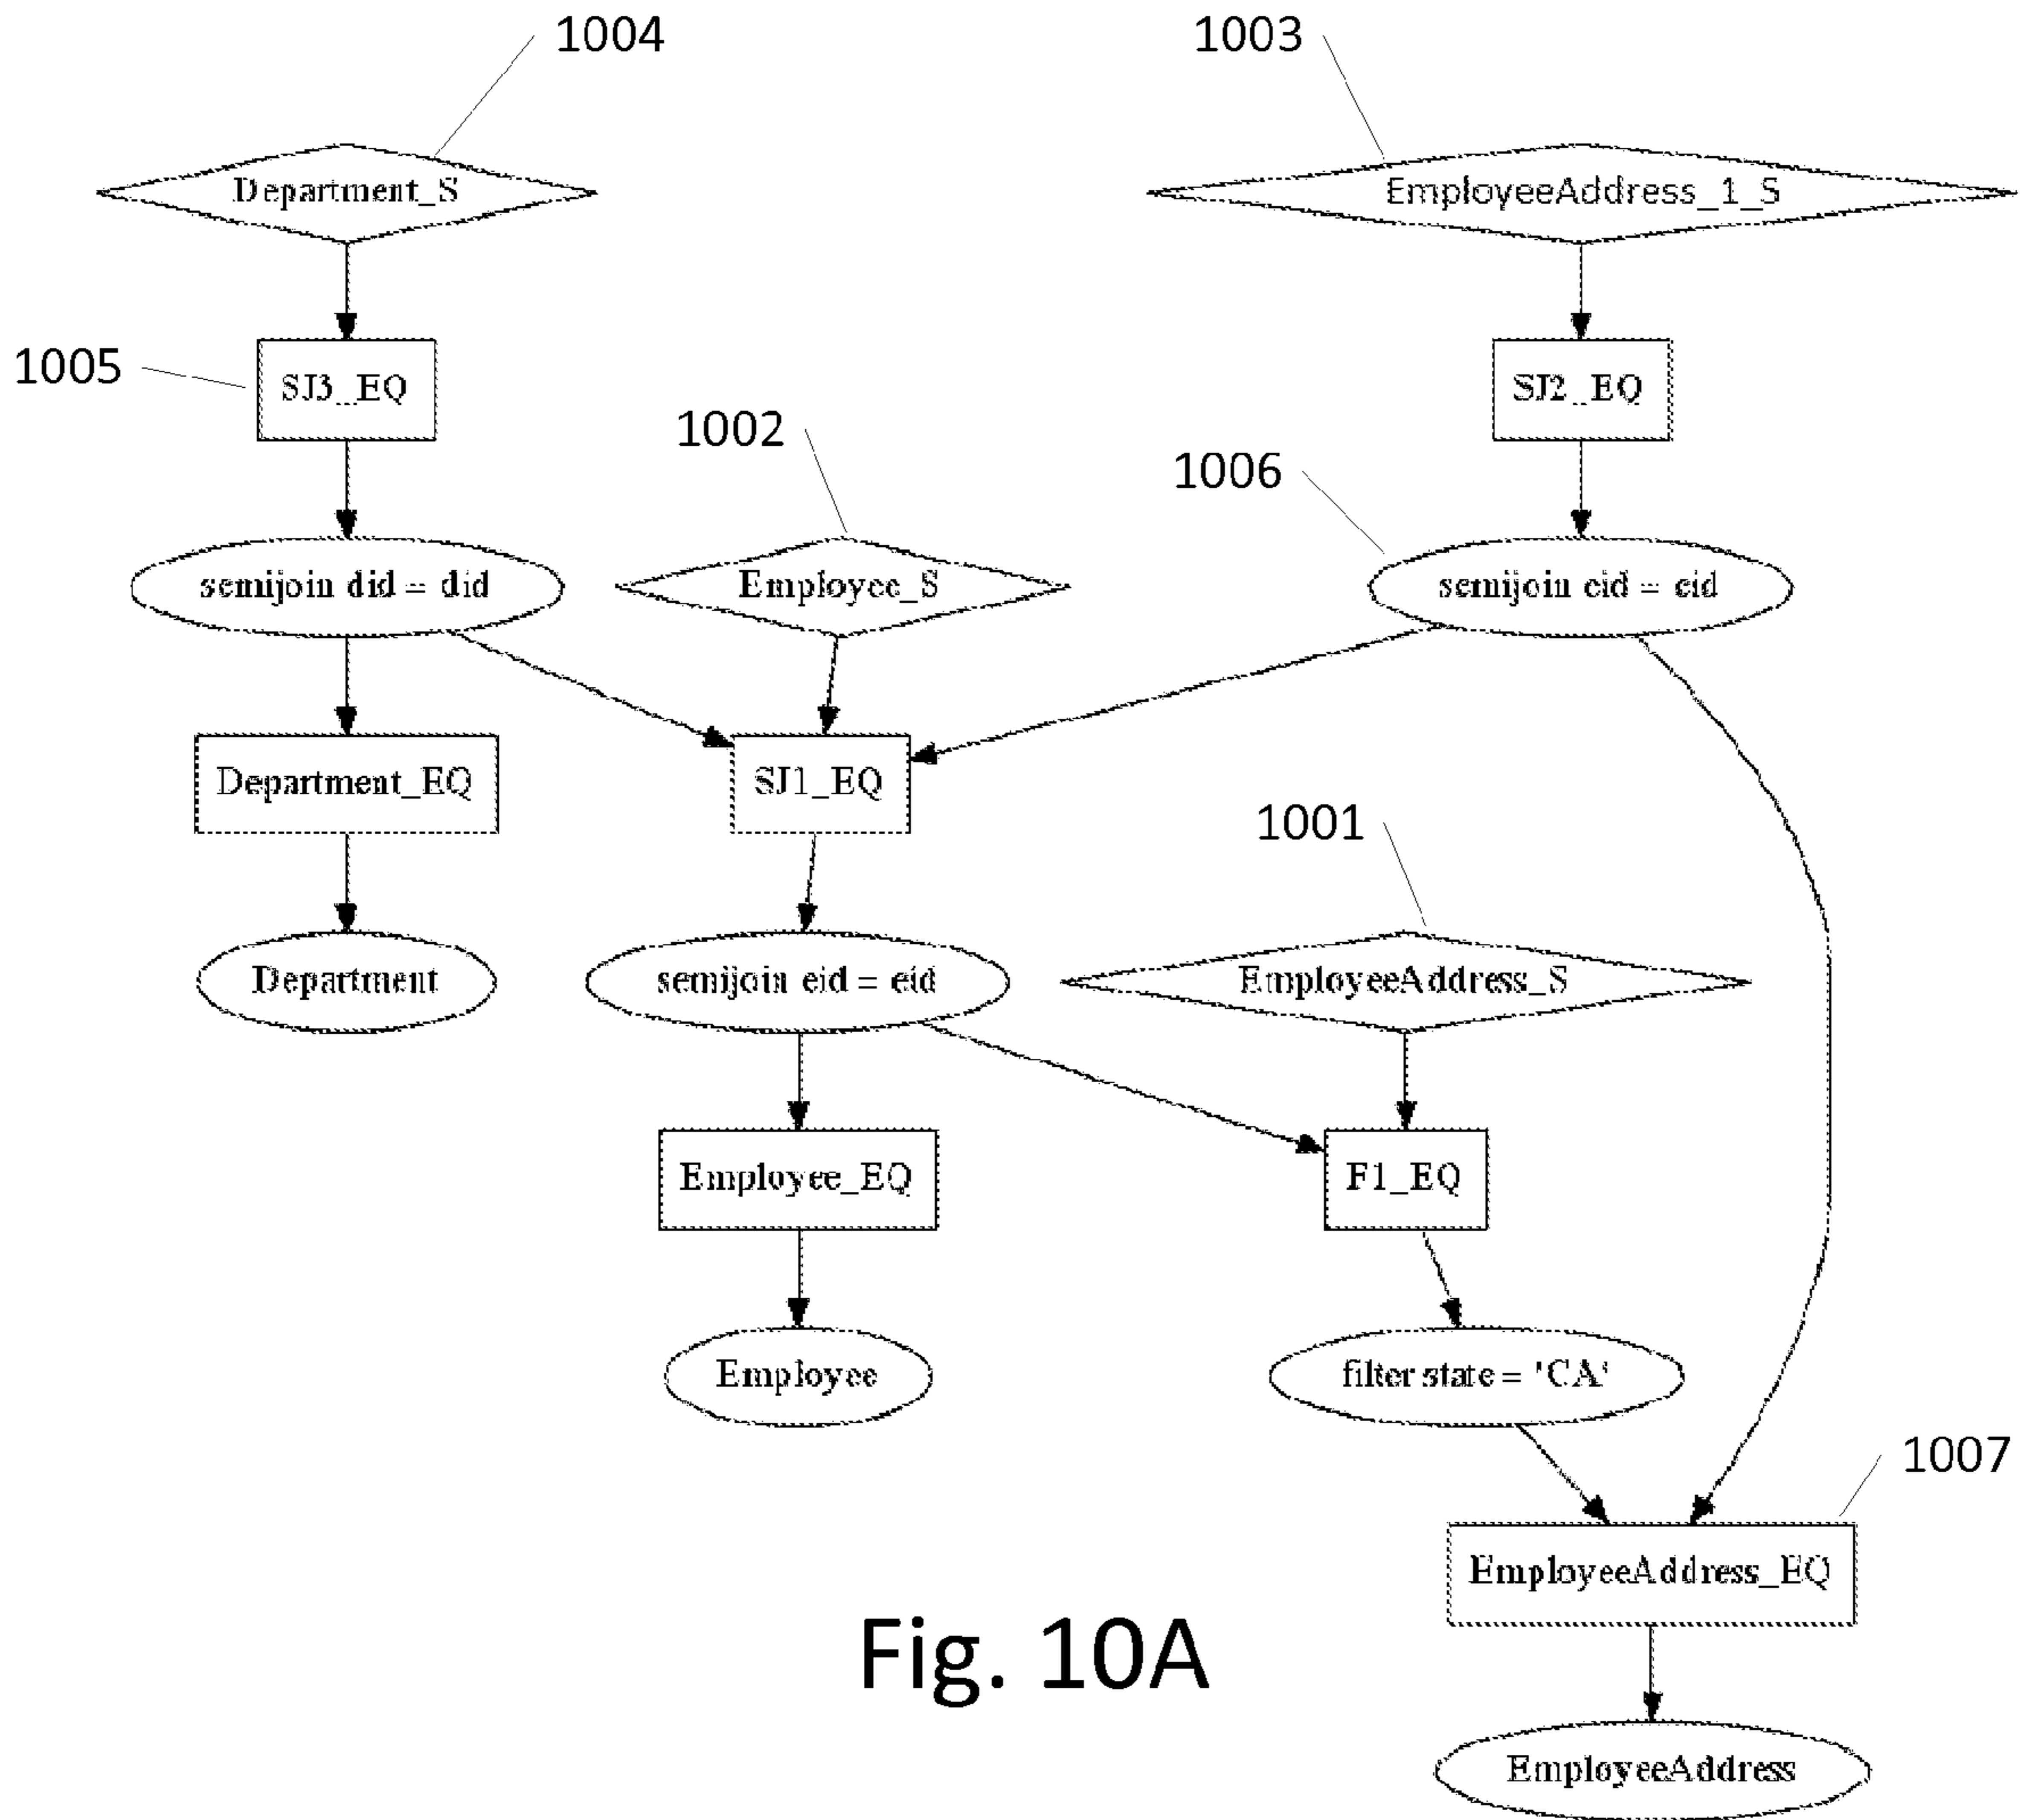 1004
1003
Department_S
EmployeeAddress_1_S
1005
SJ3_EQ
SJ2_EQ
1002
1006
semijoin did = did
Employee_S
semijoin eid = eid
Department_EQ
SJ1_EQ
1001
Department
semijoin eid = eid
EmployeeAddress_S
Employee_EQ
F1_EQ
Employee
filter state = 'CA'
1007
EmployeeAddress_EQ
Fig. 10A
EmployeeAddress